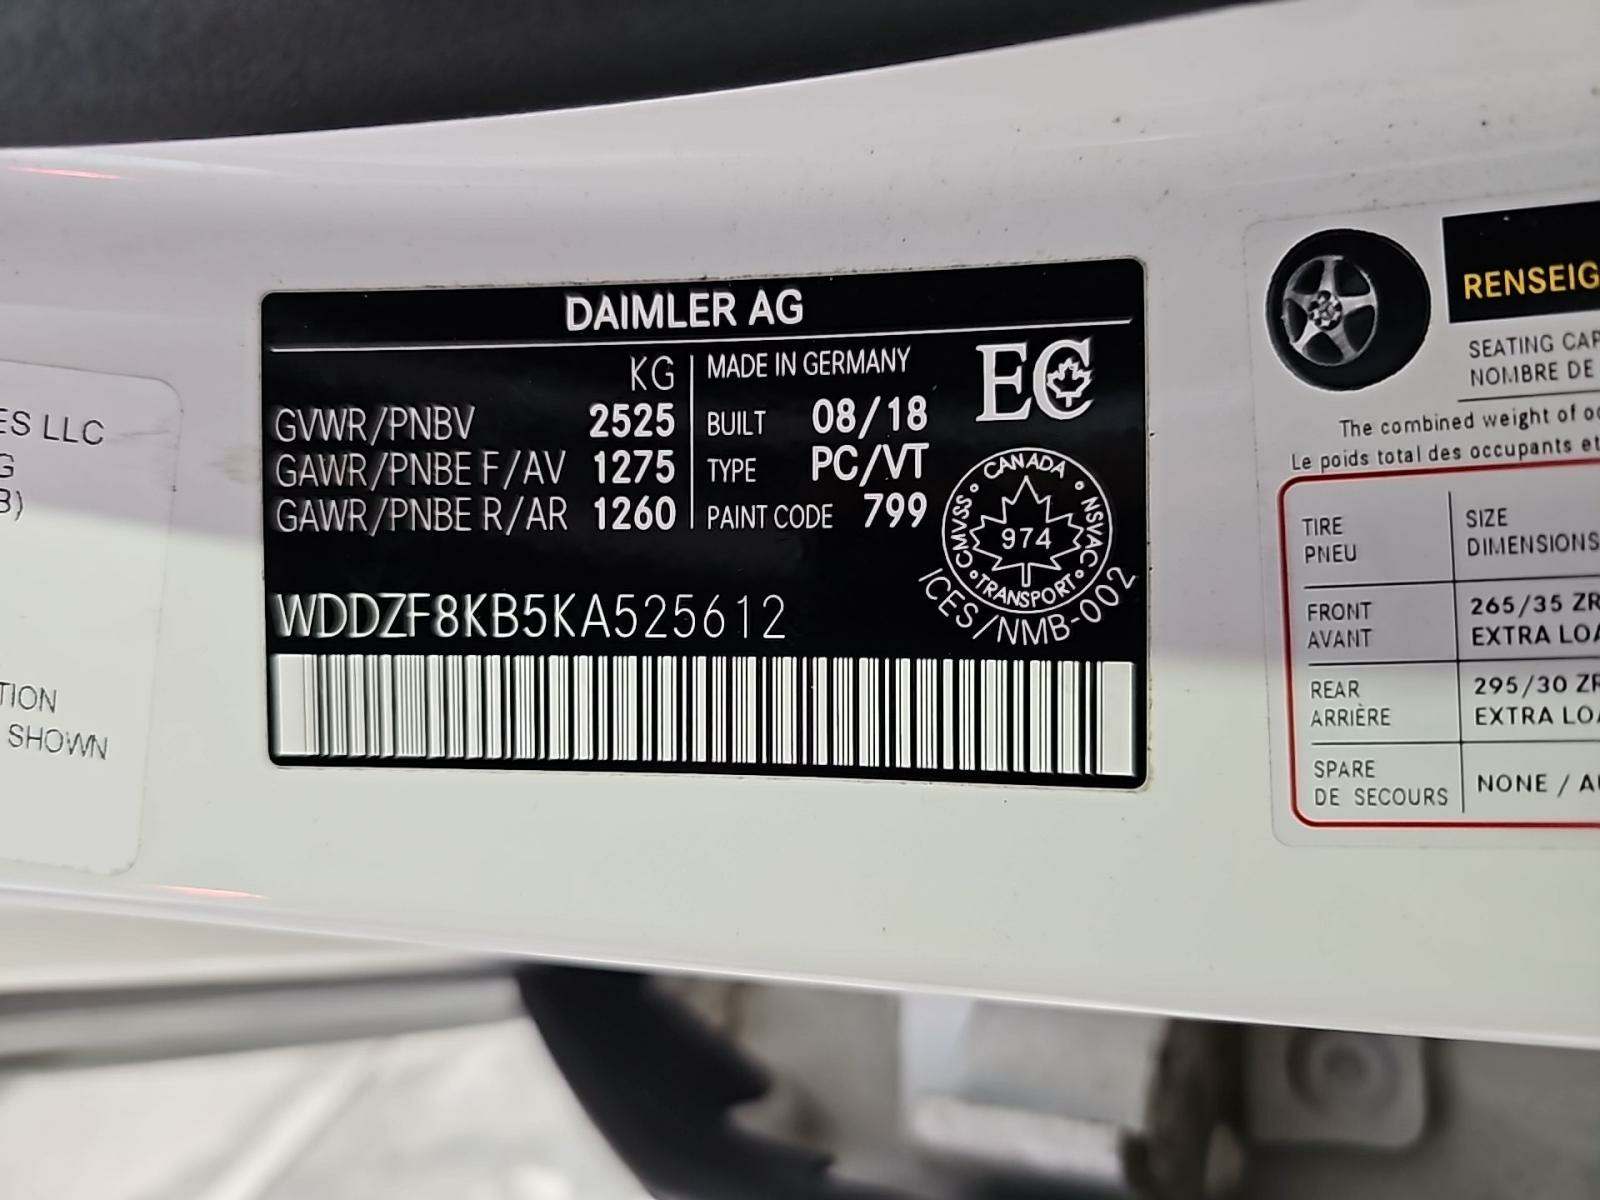 ES LLC
G
B)
TION
SHOWN
DAIMLER AG
KG
GVWR/PNBV 2525
GAWR/PNBE F/AV 1275
GAWR/PNBE R/AR 1260
MADE IN GERMANY
BUILT 08/18
TYPE PC/VT
PAINT CODE 799
EC
CANADA
CMVSS
NSVAC
974
TRANSPORT
ICES/NMB-002
WDDZF8KB5KA525612
RENSEIG
SEATING CAP
NOMBRE DE
The combined weight of oc
Le poids total des occupants et
TIRE
PNEU
SIZE
DIMENSIONS
FRONT
AVANT
265/35 ZR
EXTRA LOA
REAR
ARRIÈRE
295/30 ZR
EXTRA LOA
SPARE
DE SECOURS
NONE / AU